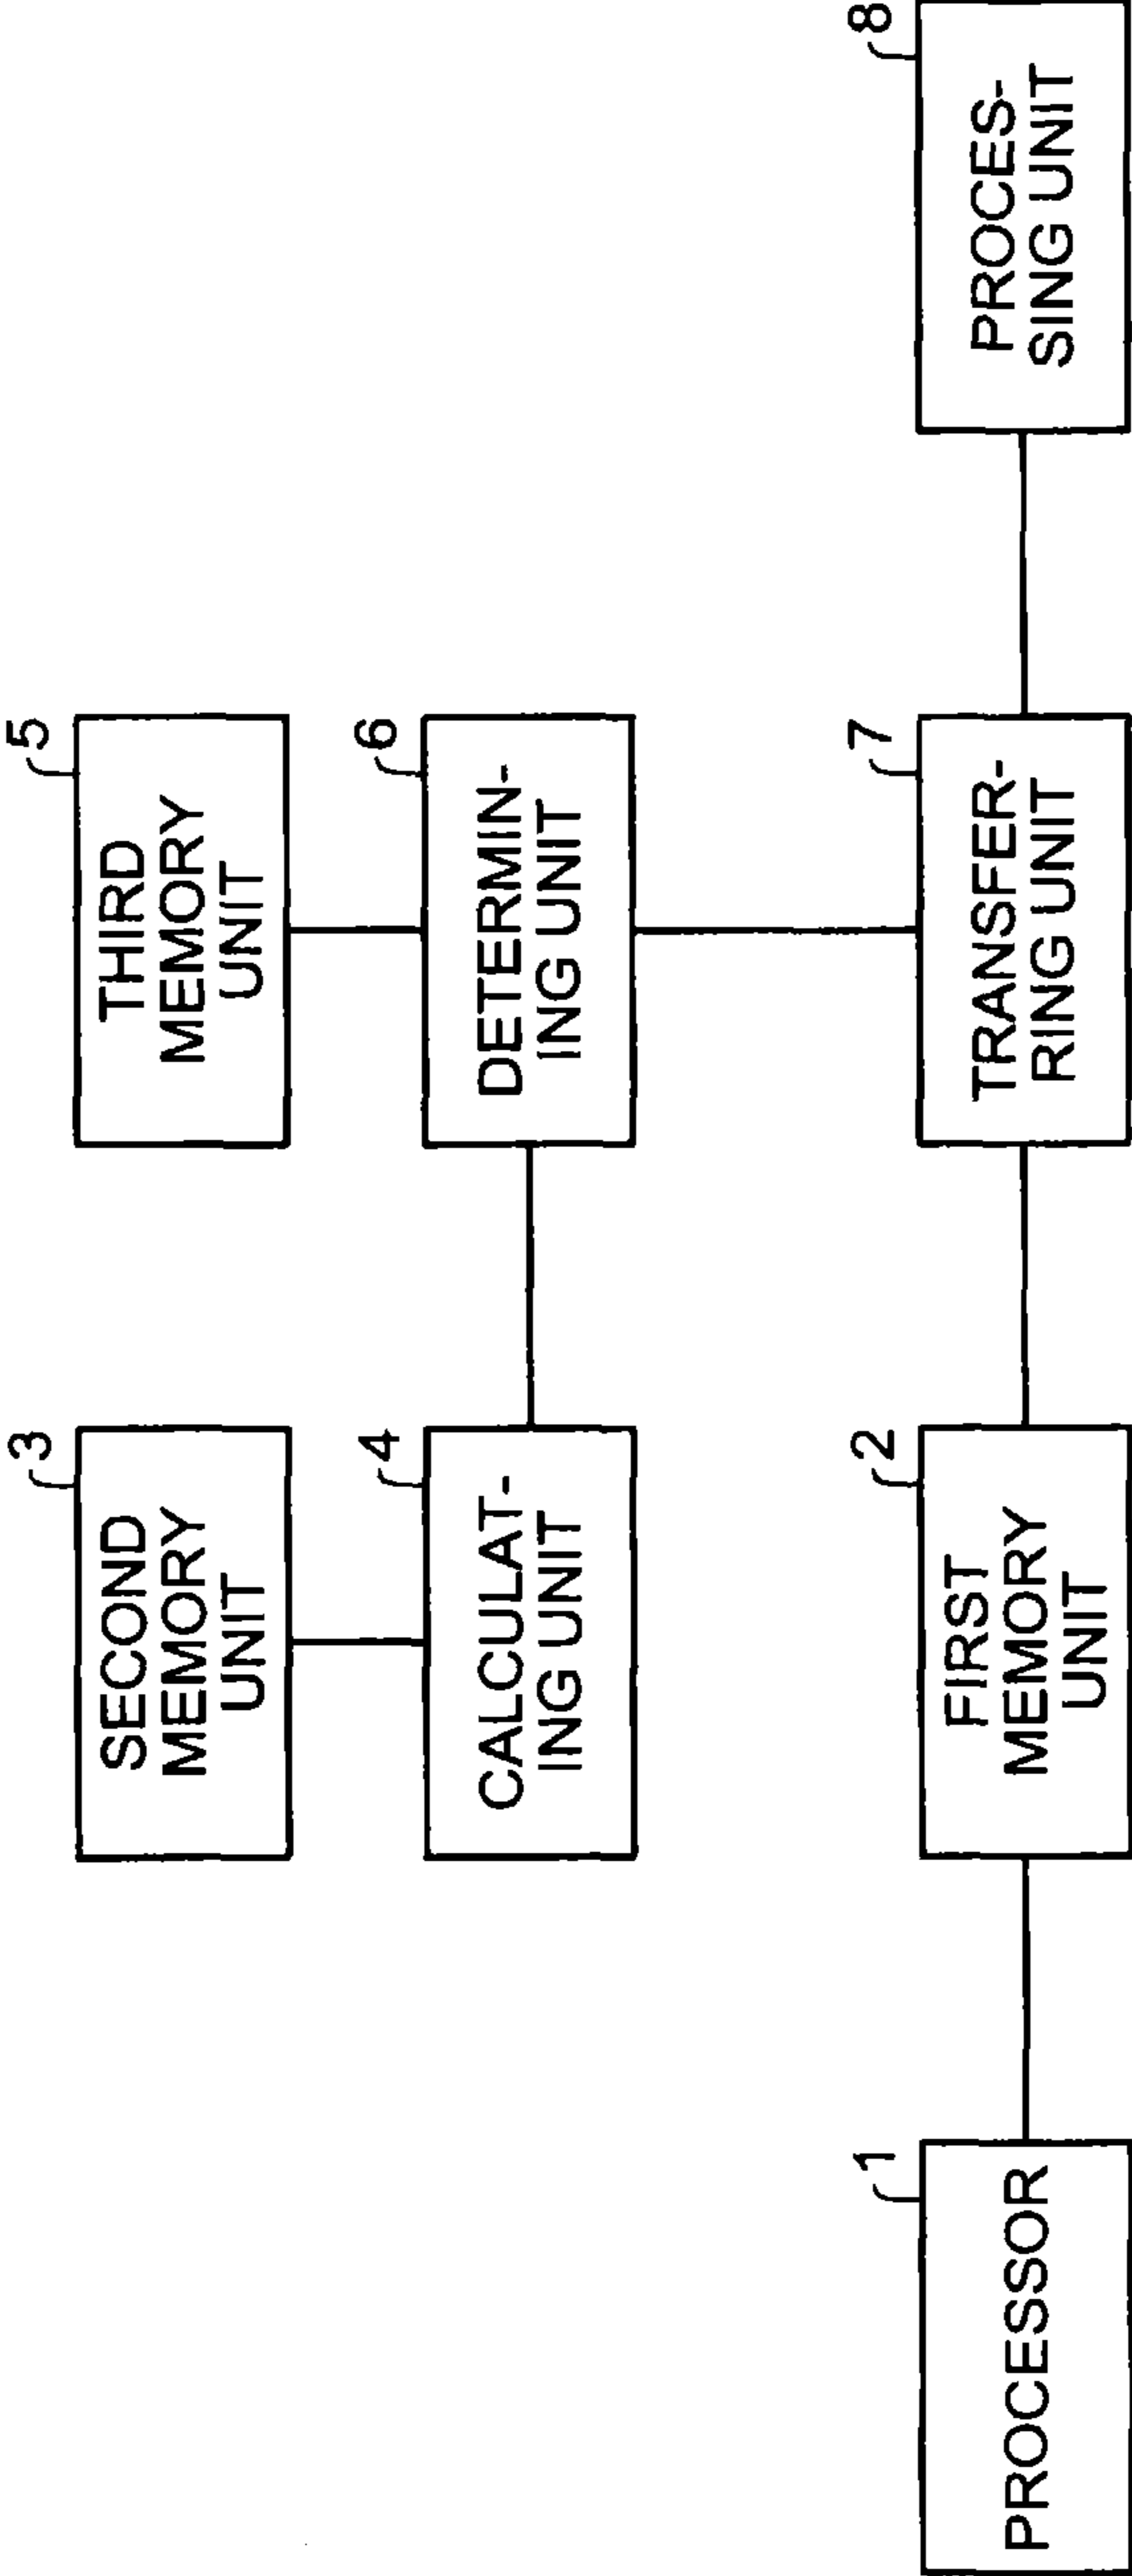 3
SECOND
MEMORY
UNIT
5
THIRD
MEMORY
UNIT
4
CALCULAT-
ING UNIT
6
DETERMIN-
ING UNIT
1
PROCESSOR
2
FIRST
MEMORY
UNIT
7
TRANSFER-
RING UNIT
8
PROCES-
SING UNIT